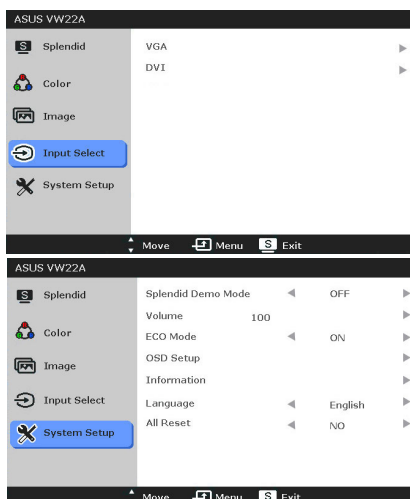 ASUS VW22A
S Splendid
VGA
DVI
Color
Image
Input Select
System Setup
Move Menu S Exit
ASUS VW22A
S Splendid
Splendid Demo Mode OFF
Volume 100
Color
ECO Mode ON
Image
OSD Setup
Information
Input Select
Language English
System Setup
All Reset NO
Move Menu S Exit